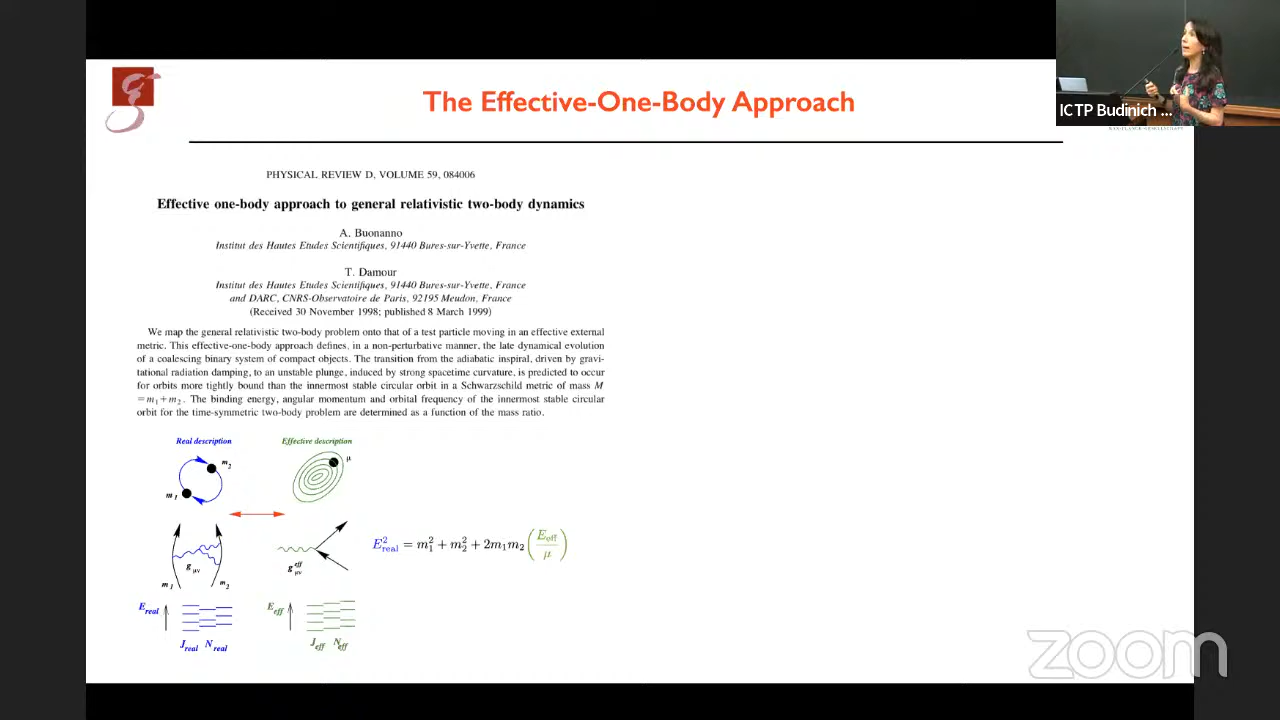 The Effective-One-Body Approach
ICTP Budinich ...
PHYSICAL REVIEW D, VOLUME 59, 084006
Effective one-body approach to general relativistic two-body dynamics
A. Buonanno
Institut des Hautes Etudes Scientifiques, 91440 Bures-sur-Yvette, France
T. Damour
Institut des Hautes Etudes Scientifiques, 91440 Bures-sur-Yvette, France
and DARC, CNRS-Observatoire de Paris, 92195 Meudon, France
(Received 30 November 1998; published 8 March 1999)
We map the general relativistic two-body problem onto that of a test particle moving in an effective external
metric. This effective-one-body approach defines, in a non-perturbative manner, the late dynamical evolution
of a coalescing binary system of compact objects. The transition from the adiabatic inspiral, driven by gravi-
tational radiation damping, to an unstable plunge, induced by strong spacetime curvature, is predicted to occur
for orbits more tightly bound than the innermost stable circular orbit in a Schwarzschild metric of mass M
=m₁+m₂. The binding energy, angular momentum and orbital frequency of the innermost stable circular
orbit for the time-symmetric two-body problem are determined as a function of the mass ratio.
Real description Effective description
m₂ μ
m₁
E²real = m₁² + m₂² + 2m₁m₂ (Eeff/μ)
gμν geffμν
m₁ m₂
Ereal Eeff
Jreal Nreal Jeff Neff
zoom